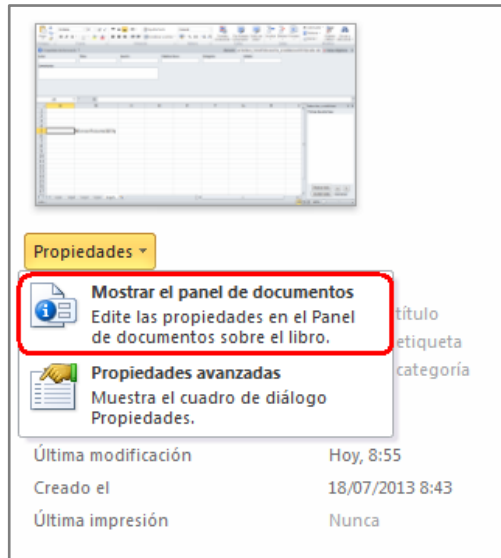 Propiedades
Mostrar el panel de documentos
Edite las propiedades en el Panel
de documentos sobre el libro.
título
etiqueta
Propiedades avanzadas
categoría
Muestra el cuadro de diálogo
Propiedades.
Última modificación Hoy, 8:55
Creado el 18/07/2013 8:43
Última impresión Nunca